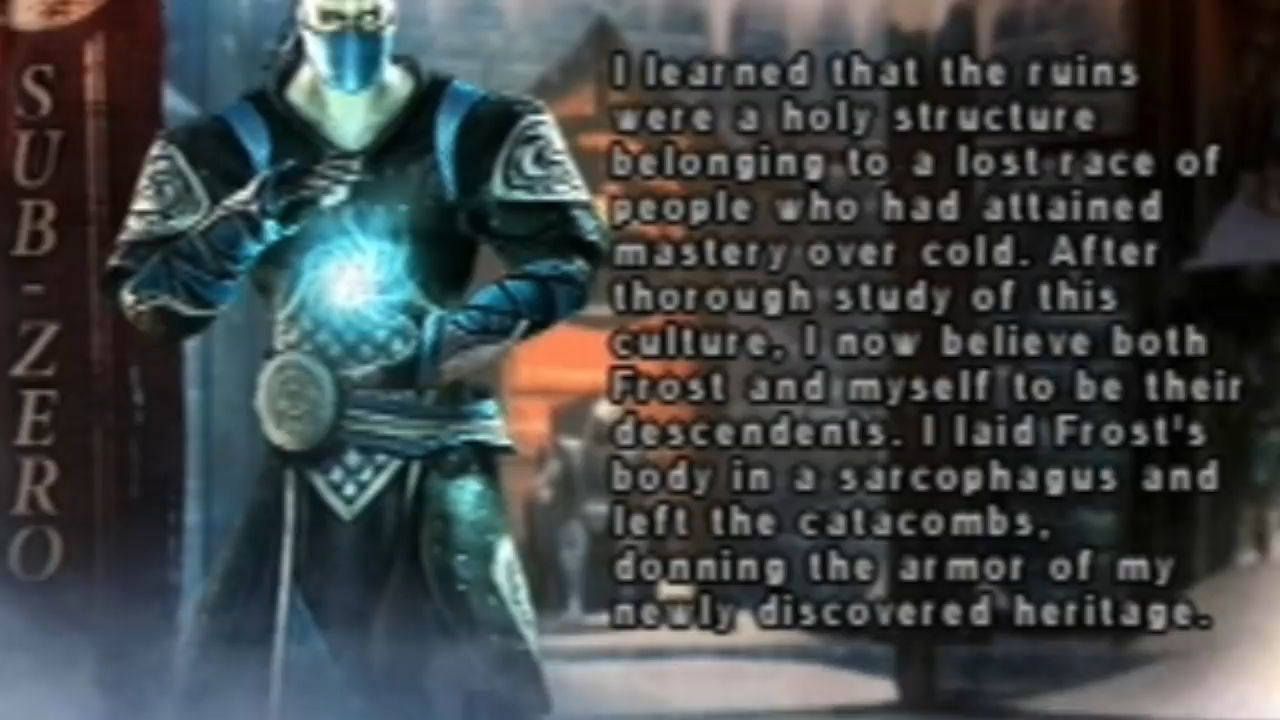 SUB-ZERO
I learned that the ruins
were a holy structure
belonging to a lost race of
people who had attained
mastery over cold. After
thorough study of this
culture, I now believe both
Frost and myself to be their
descendents. I laid Frost's
body in a sarcophagus and
left the catacombs,
donning the armor of my
newly discovered heritage.